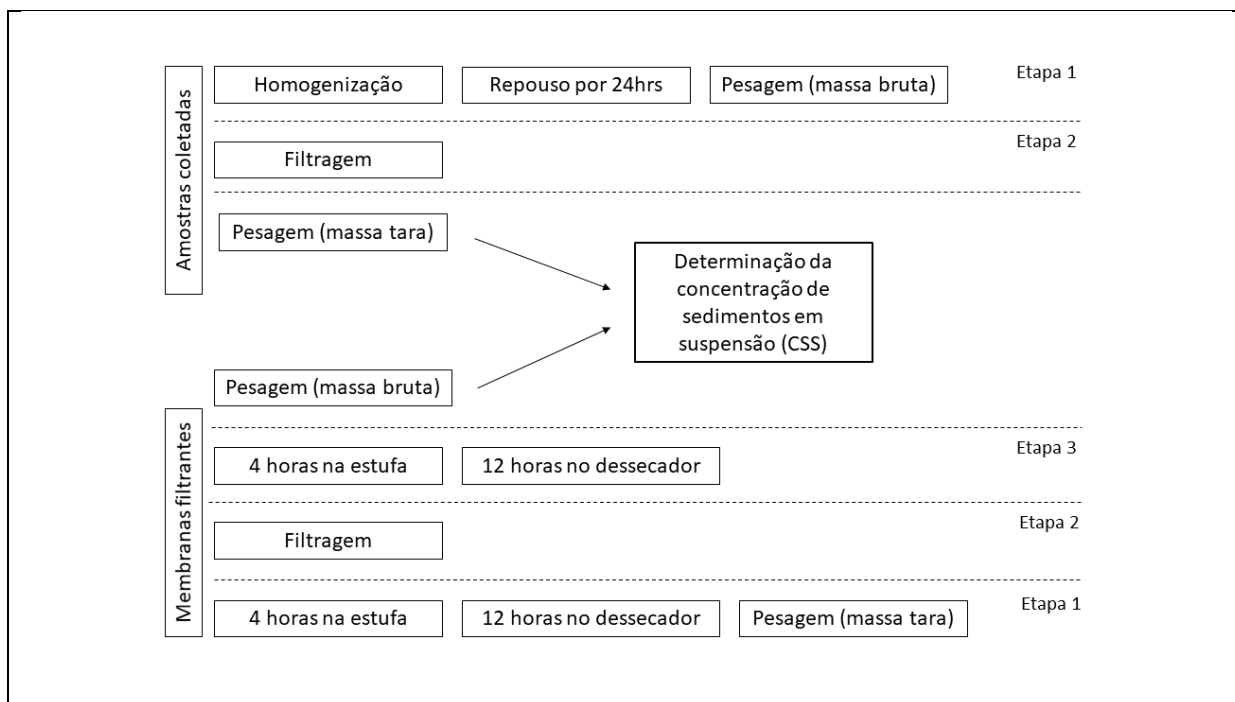 Amostras coletadas
Homogenização
Repouso por 24hrs
Pesagem (massa bruta)
Etapa 1
Filtragem
Etapa 2
Pesagem (massa tara)
Determinação da
concentração de
sedimentos em
suspensão (CSS)
Pesagem (massa bruta)
Membranas filtrantes
4 horas na estufa
12 horas no dessecador
Etapa 3
Filtragem
Etapa 2
4 horas na estufa
12 horas no dessecador
Pesagem (massa tara)
Etapa 1